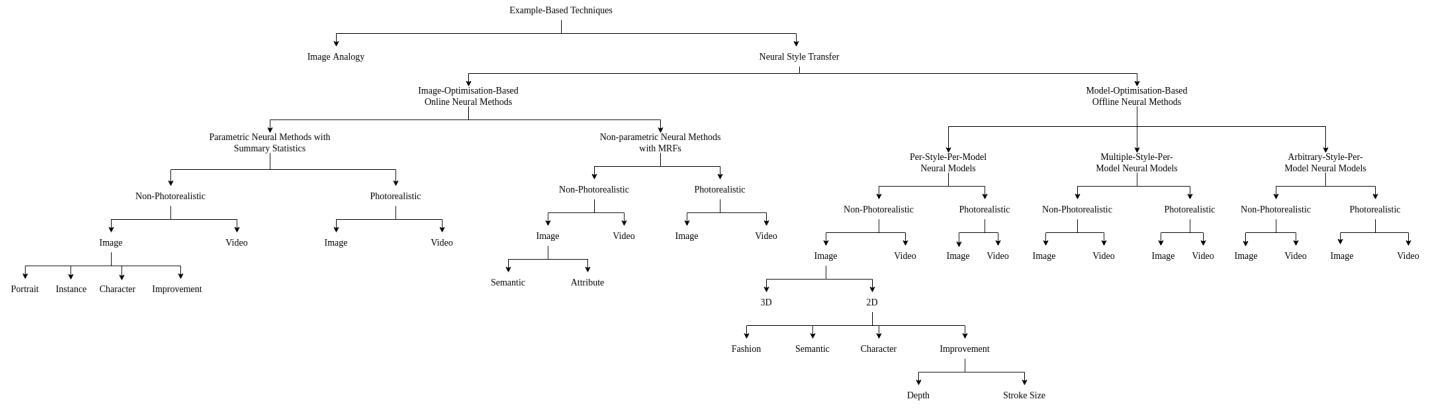 Example-Based Techniques
Image Analogy
Neural Style Transfer
Image-Optimisation-Based
Online Neural Methods
Model-Optimisation-Based
Offline Neural Methods
Parametric Neural Methods with
Summary Statistics
Non-parametric Neural Methods
with MRFs
Per-Style-Per-Model
Neural Models
Multiple-Style-Per-
Model Neural Models
Arbitrary-Style-Per-
Model Neural Models
Non-Photorealistic
Photorealistic
Non-Photorealistic
Photorealistic
Non-Photorealistic
Photorealistic
Non-Photorealistic
Photorealistic
Non-Photorealistic
Photorealistic
Image
Video
Image
Video
Image
Video
Image
Video
Image
Video
Image
Video
Image
Video
Image
Video
Image
Video
Image
Video
Portrait
Instance
Character
Improvement
Semantic
Attribute
3D
2D
Fashion
Semantic
Character
Improvement
Depth
Stroke Size